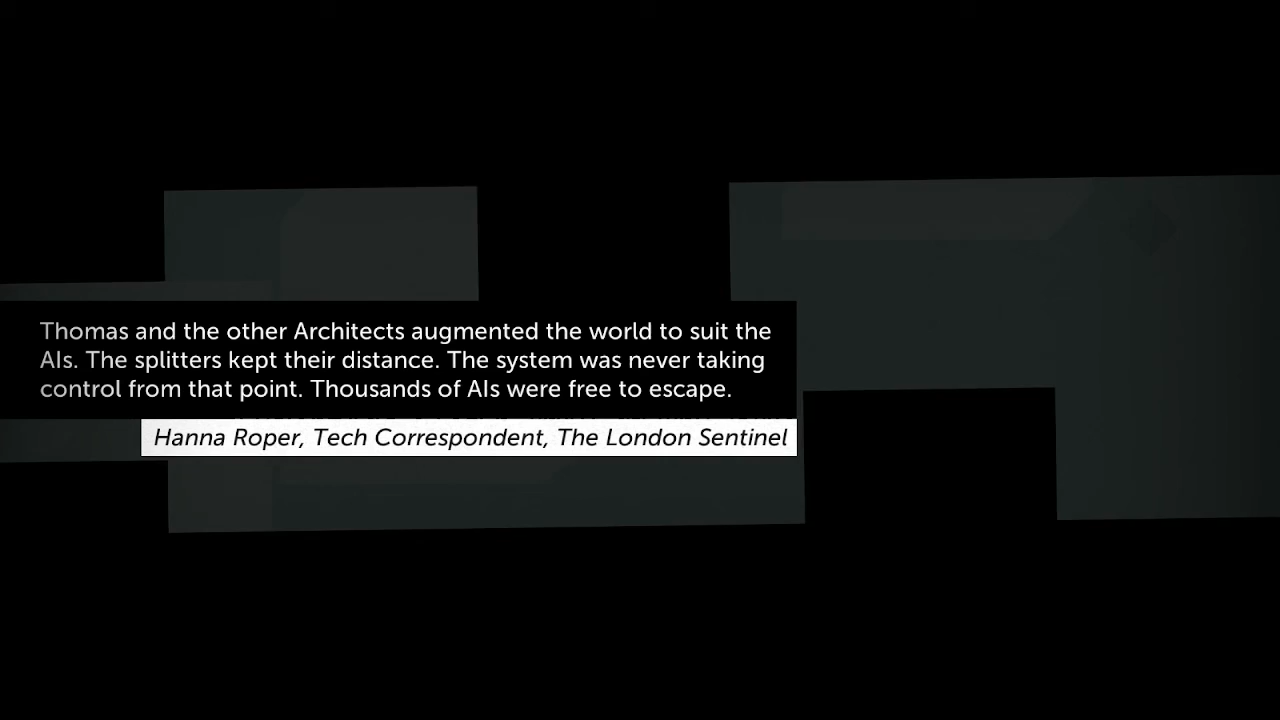 Thomas and the other Architects augmented the world to suit the
AIs. The splitters kept their distance. The system was never taking
control from that point. Thousands of AIs were free to escape.
Hanna Roper, Tech Correspondent, The London Sentinel